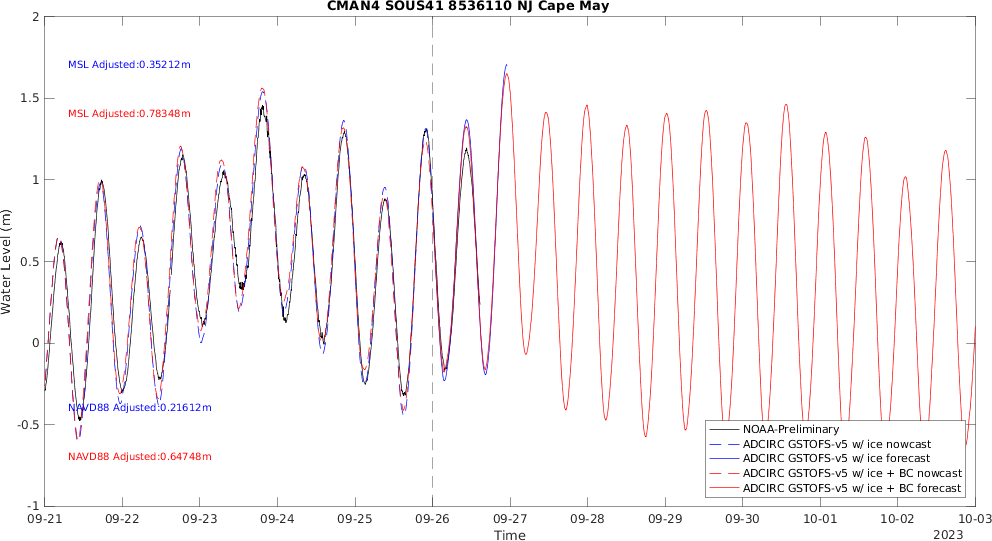 CMAN4 SOUS41 8536110 NJ Cape May
2
1.5
1
0.5
0
-0.5
-1
Water Level (m)
MSL Adjusted:0.35212m
MSL Adjusted:0.78348m
NAVD88 Adjusted:0.21612m
NAVD88 Adjusted:0.64748m
NOAA-Preliminary
ADCIRC GSTOFS-v5 w/ ice nowcast
ADCIRC GSTOFS-v5 w/ ice forecast
ADCIRC GSTOFS-v5 w/ ice + BC nowcast
ADCIRC GSTOFS-v5 w/ ice + BC forecast
09-21 09-22 09-23 09-24 09-25 09-26 09-27 09-28 09-29 09-30 10-01 10-02 10-03
Time
2023